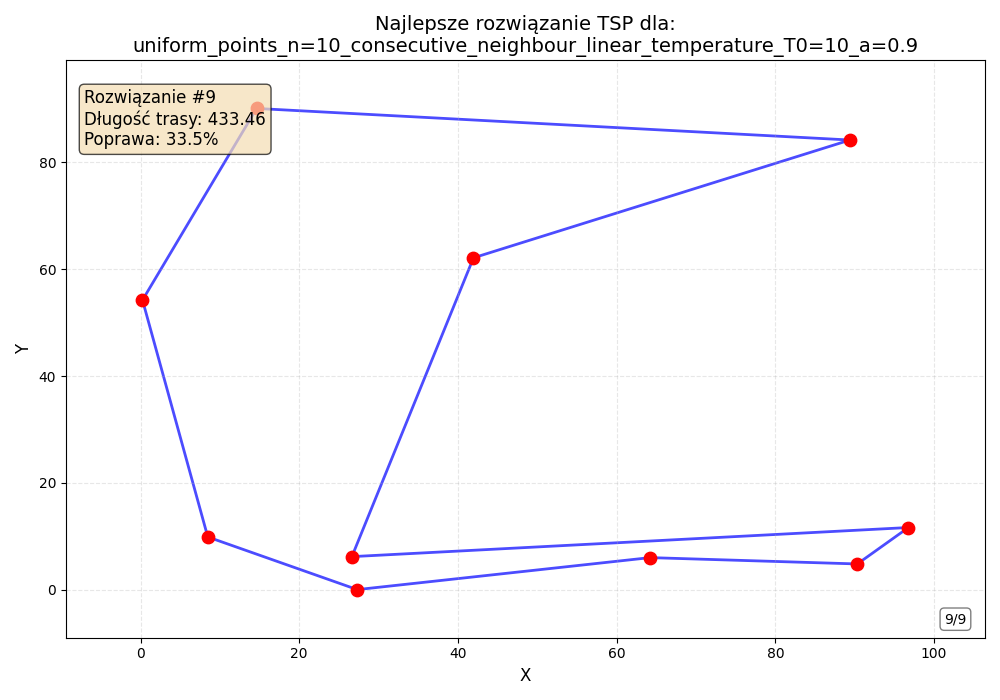 Najlepsze rozwiązanie TSP dla:
uniform_points_n=10_consecutive_neighbour_linear_temperature_T0=10_a=0.9
Rozwiązanie #9
Długość trasy: 433.46
Poprawa: 33.5%
80
60
40
20
0
Y
9/9
0 20 40 60 80 100
X